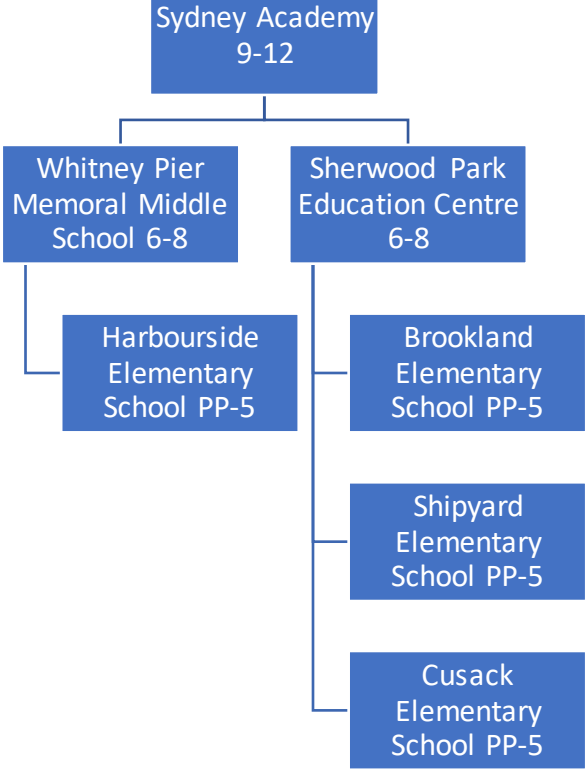 Sydney Academy
9-12
Whitney Pier
Memoral Middle
School 6-8
Sherwood Park
Education Centre
6-8
Harbourside
Elementary
School PP-5
Brookland
Elementary
School PP-5
Shipyard
Elementary
School PP-5
Cusack
Elementary
School PP-5